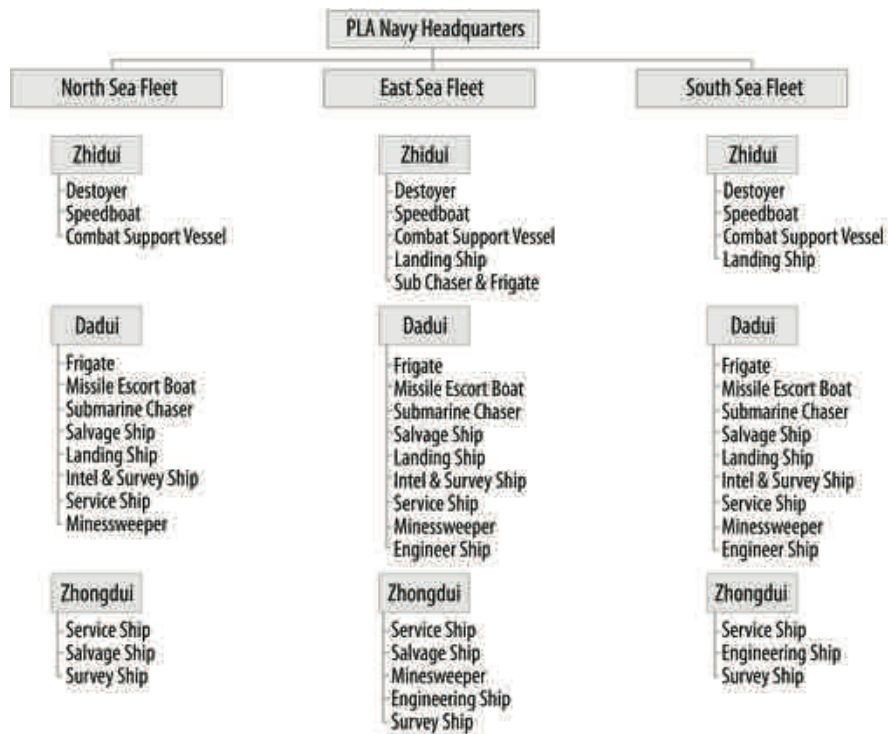 PLA Navy Headquarters
North Sea Fleet
Zhidui
Destoyer
Speedboat
Combat Support Vessel
Dadui
Frigate
Missile Escort Boat
Submarine Chaser
Salvage Ship
Landing Ship
Intel & Survey Ship
Service Ship
Minessweeper
Zhongdui
Service Ship
Salvage Ship
Survey Ship
East Sea Fleet
Zhidui
Destoyer
Speedboat
Combat Support Vessel
Landing Ship
Sub Chaser & Frigate
Dadui
Frigate
Missile Escort Boat
Submarine Chaser
Salvage Ship
Landing Ship
Intel & Survey Ship
Service Ship
Minessweeper
Engineer Ship
Zhongdui
Service Ship
Salvage Ship
Minesweeper
Engineering Ship
Survey Ship
South Sea Fleet
Zhidui
Destoyer
Speedboat
Combat Support Vessel
Landing Ship
Dadui
Frigate
Missile Escort Boat
Submarine Chaser
Salvage Ship
Landing Ship
Intel & Survey Ship
Service Ship
Minessweeper
Engineer Ship
Zhongdui
Service Ship
Engineering Ship
Survey Ship